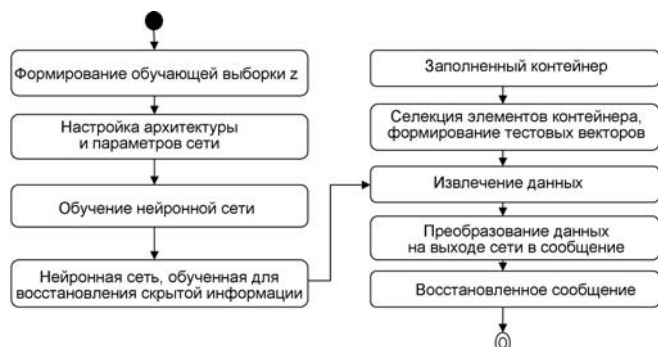 Формирование обучающей выборки z
Настройка архитектуры
и параметров сети
Обучение нейронной сети
Нейронная сеть, обученная для
восстановления скрытой информации
Заполненный контейнер
Селекция элементов контейнера,
формирование тестовых векторов
Извлечение данных
Преобразование данных
на выходе сети в сообщение
Восстановленное сообщение